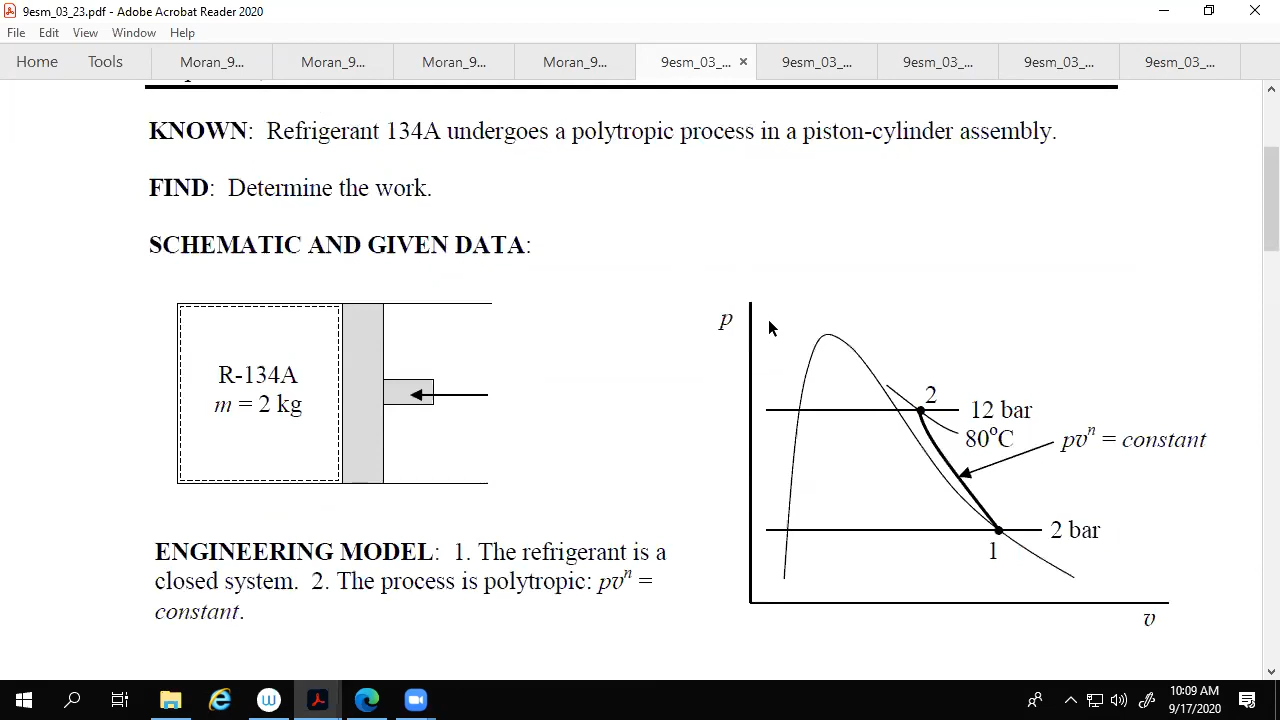 9esm_03_23.pdf - Adobe Acrobat Reader 2020
File Edit View Window Help
Home Tools Moran_9... Moran_9... Moran_9... Moran_9... 9esm_03_... × 9esm_03_... 9esm_03_... 9esm_03_... 9esm_03_...
KNOWN: Refrigerant 134A undergoes a polytropic process in a piston-cylinder assembly.
FIND: Determine the work.
SCHEMATIC AND GIVEN DATA:
R-134A
m = 2 kg
p
2
12 bar
80°C
pvⁿ = constant
2 bar
1
v
ENGINEERING MODEL: 1. The refrigerant is a
closed system. 2. The process is polytropic: pvⁿ =
constant.
10:09 AM
9/17/2020